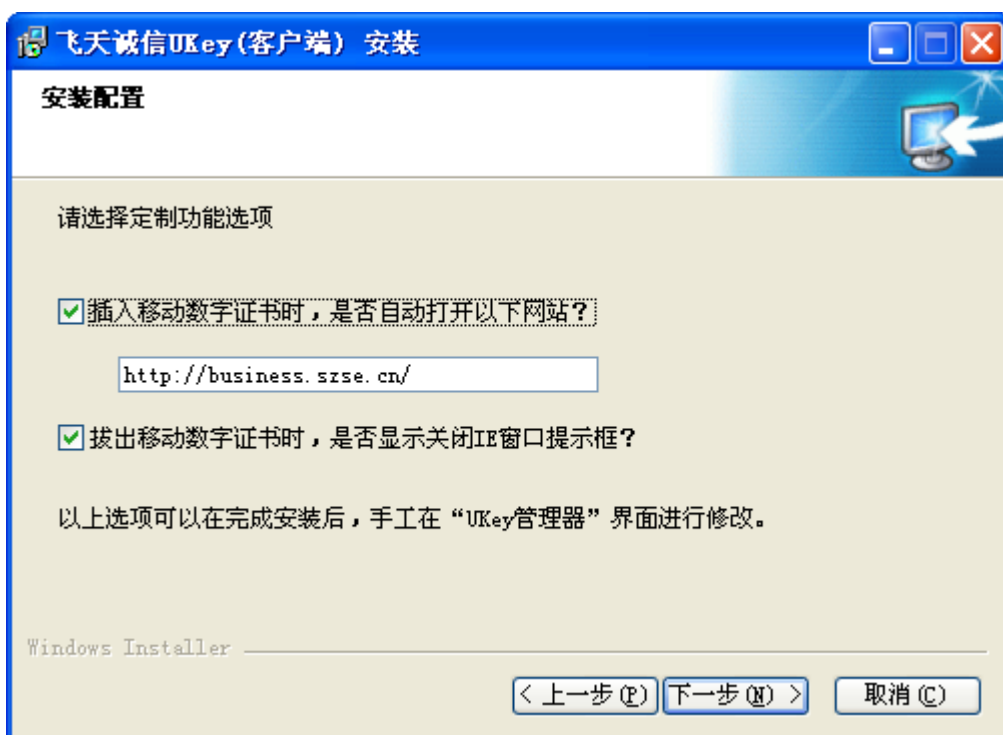 飞天诚信UKey(客户端) 安装
安装配置
请选择定制功能选项
插入移动数字证书时，是否自动打开以下网站？
http://business.szse.cn/
拔出移动数字证书时，是否显示关闭IE窗口提示框？
以上选项可以在完成安装后，手工在“UKey管理器”界面进行修改。
Windows Installer
< 上一步(P) 下一步(N) > 取消(C)